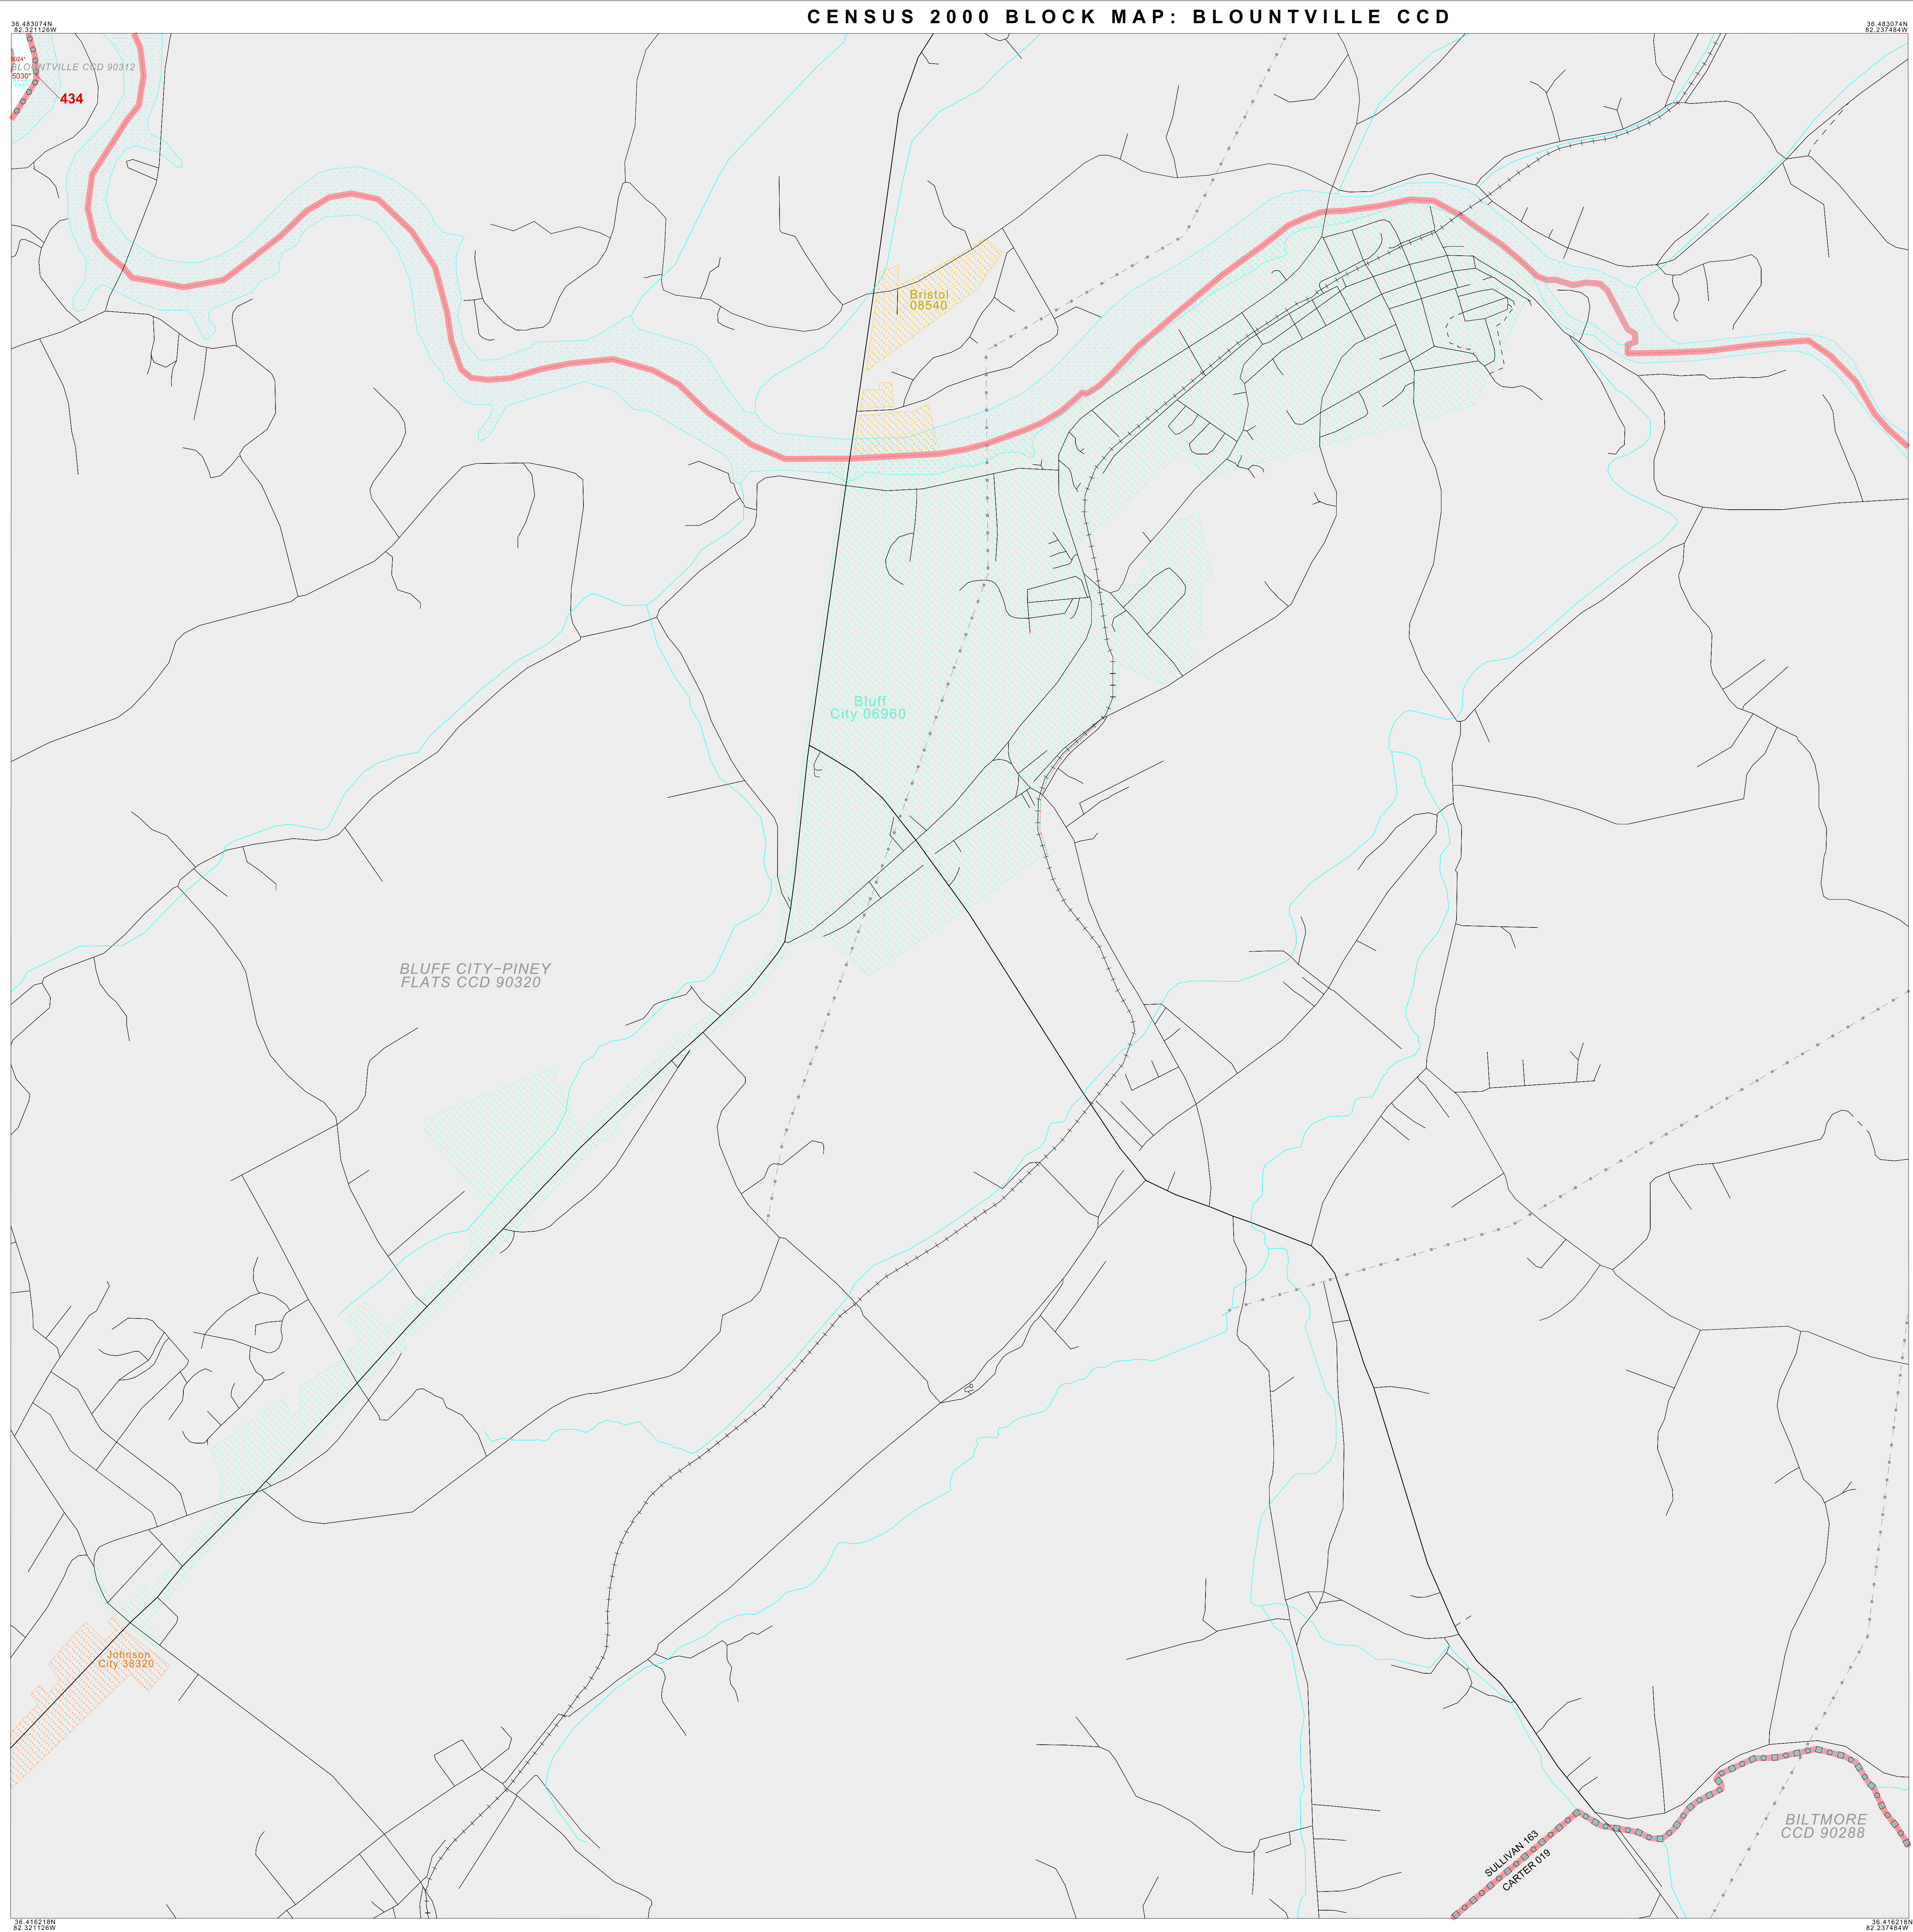 CENSUS 2000 BLOCK MAP: BLOUNTVILLE CCD
36.483074N
82.321126W
36.483074N
82.237484W
5024*
BLOUNTVILLE CCD 90312
5030*
434
Bristol
08540
Bluff
City 06960
BLUFF CITY−PINEY
FLATS CCD 90320
Johnson
City 38320
BILTMORE
CCD 90288
SULLIVAN 163
CARTER 019
36.416218N
82.321126W
36.416218N
82.237484W